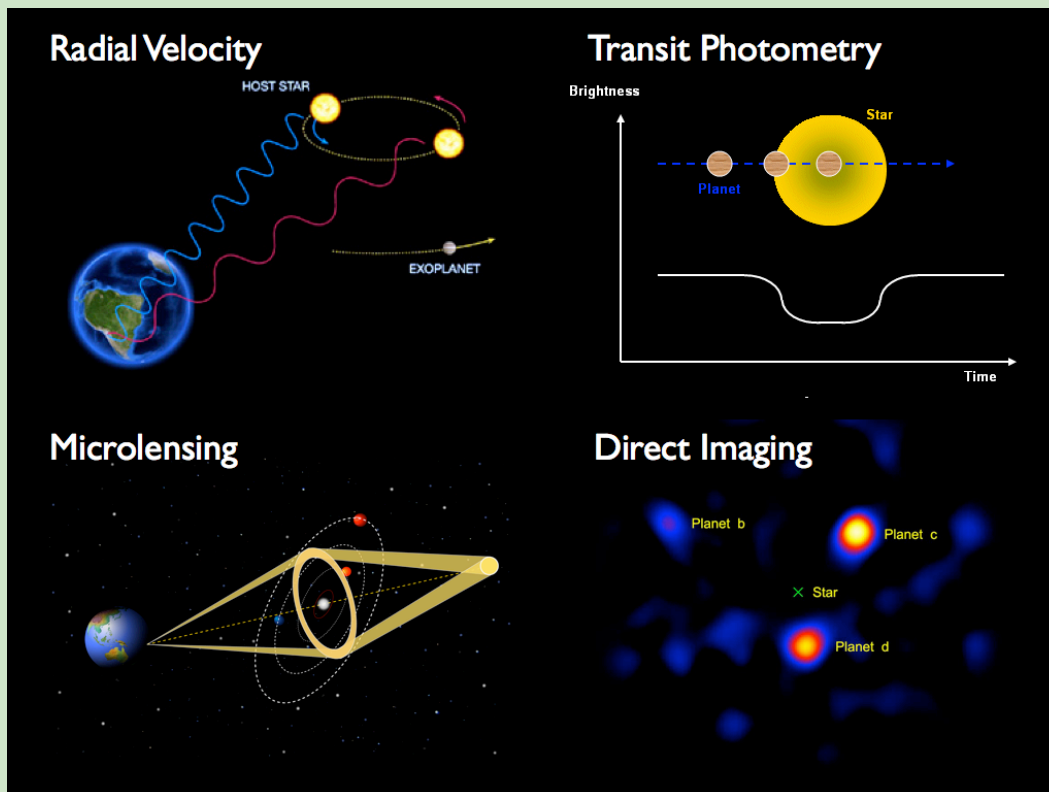 Radial Velocity
HOST STAR
EXOPLANET
Transit Photometry
Brightness
Star
Planet
Time
Microlensing
Direct Imaging
Planet b
Planet c
Star
Planet d